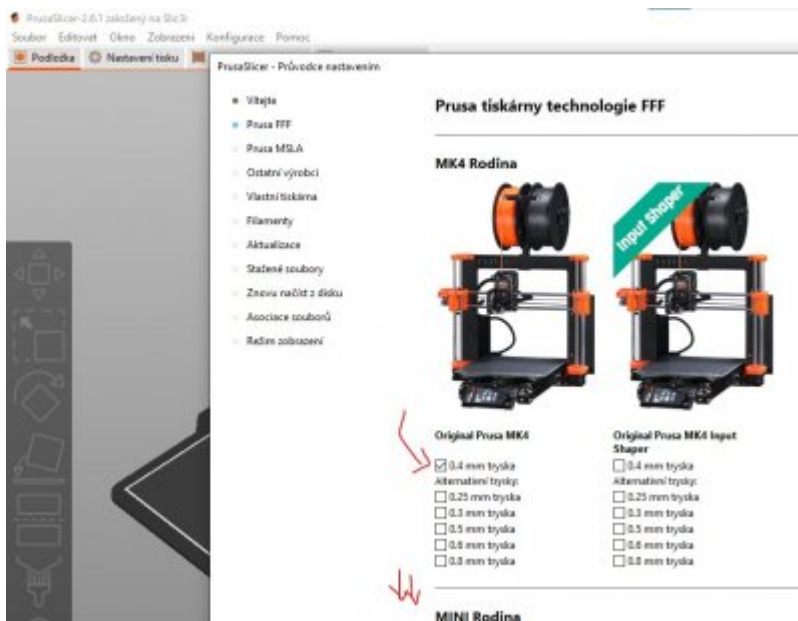 PrusaSlicer-2.6.1 založený na Slic3r
Soubor Editovat Okno Zobrazení Konfigurace Pomoc
Podložka Nastavení tisku
PrusaSlicer - Průvodce nastavením
Vítejte
Prusa FFF
Prusa MSLA
Ostatní výrobci
Vlastní tiskárna
Filamenty
Aktualizace
Stažené soubory
Znovu načíst z disku
Asociace souborů
Režim zobrazení
Prusa tiskárny technologie FFF
MK4 Rodina
Input shaper
Original Prusa MK4
0.4 mm tryska
Alternativní trysky:
0.25 mm tryska
0.3 mm tryska
0.5 mm tryska
0.6 mm tryska
0.8 mm tryska
Original Prusa MK4 Input
Shaper
0.4 mm tryska
Alternativní trysky:
0.25 mm tryska
0.3 mm tryska
0.5 mm tryska
0.6 mm tryska
0.8 mm tryska
MINI Rodina